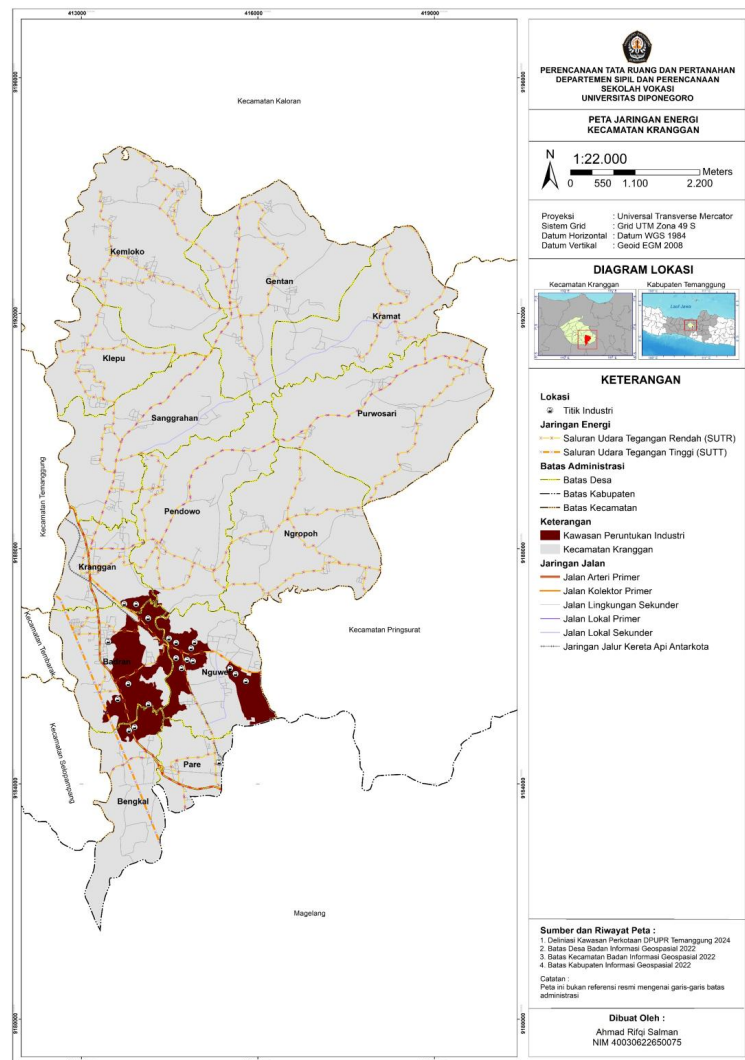 413000
416000
419000
9196000
9196000
Kecamatan Kaloran
Kemloko
Gentan
9192000
9192000
Kramat
Klepu
Sanggrahan
Purwosari
Kecamatan Temanggung
Pendowo
Ngropoh
9188000
9188000
Kranggan
Kecamatan Pringsurat
Kecamatan Tembarak
Nguwet
Kecamatan Selopampang
Pare
9184000
9184000
Bengkal
Magelang
9180000
9180000
PERENCANAAN TATA RUANG DAN PERTANAHAN
DEPARTEMEN SIPIL DAN PERENCANAAN
SEKOLAH VOKASI
UNIVERSITAS DIPONEGORO
PETA JARINGAN ENERGI
KECAMATAN KRANGGAN
N
1:22.000
Meters
0 550 1.100 2.200
Proyeksi : Universal Transverse Mercator
Sistem Grid : Grid UTM Zona 49 S
Datum Horizontal : Datum WGS 1984
Datum Vertikal : Geoid EGM 2008
DIAGRAM LOKASI
Kecamatan Kranggan
Kabupaten Temanggung
Laut Jawa
KETERANGAN
Lokasi
Titik Industri
Jaringan Energi
Saluran Udara Tegangan Rendah (SUTR)
Saluran Udara Tegangan Tinggi (SUTT)
Batas Administrasi
Batas Desa
Batas Kabupaten
Batas Kecamatan
Keterangan
Kawasan Peruntukan Industri
Kecamatan Kranggan
Jaringan Jalan
Jalan Arteri Primer
Jalan Kolektor Primer
Jalan Lingkungan Sekunder
Jalan Lokal Primer
Jalan Lokal Sekunder
Jaringan Jalur Kereta Api Antarkota
Sumber dan Riwayat Peta :
1. Deliniasi Kawasan Perkotaan DPUPR Temanggung 2024
2. Batas Desa Badan Informasi Geospasial 2022
3. Batas Kecamatan Badan Informasi Geospasial 2022
4. Batas Kabupaten Informasi Geospasial 2022
Catatan :
Peta ini bukan referensi resmi mengenai garis-garis batas
administrasi
Dibuat Oleh :
Ahmad Rifqi Salman
NIM 40030622650075